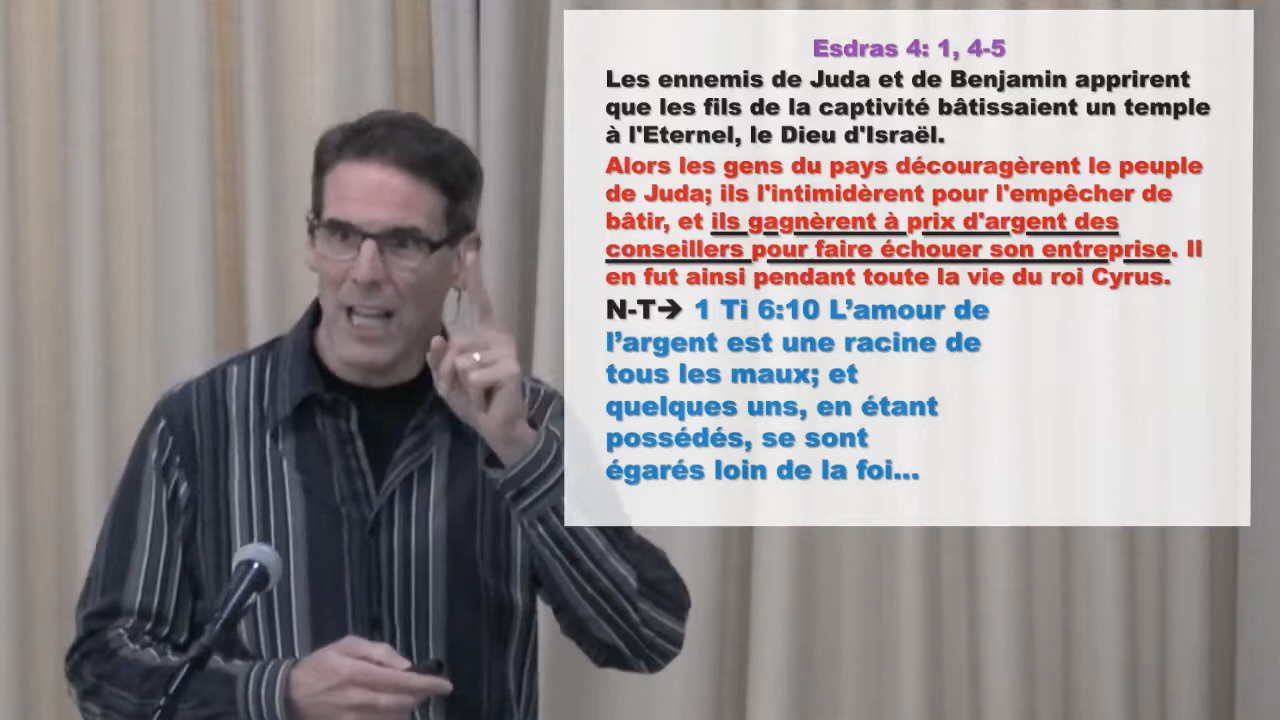 Esdras 4: 1, 4-5
Les ennemis de Juda et de Benjamin apprirent
que les fils de la captivité bâtissaient un temple
à l'Eternel, le Dieu d'Israël.
Alors les gens du pays découragèrent le peuple
de Juda; ils l'intimidèrent pour l'empêcher de
bâtir, et ils gagnèrent à prix d'argent des
conseillers pour faire échouer son entreprise. Il
en fut ainsi pendant toute la vie du roi Cyrus.
N-T→ 1 Ti 6:10 L’amour de
l’argent est une racine de
tous les maux; et
quelques uns, en étant
possédés, se sont
égarés loin de la foi...